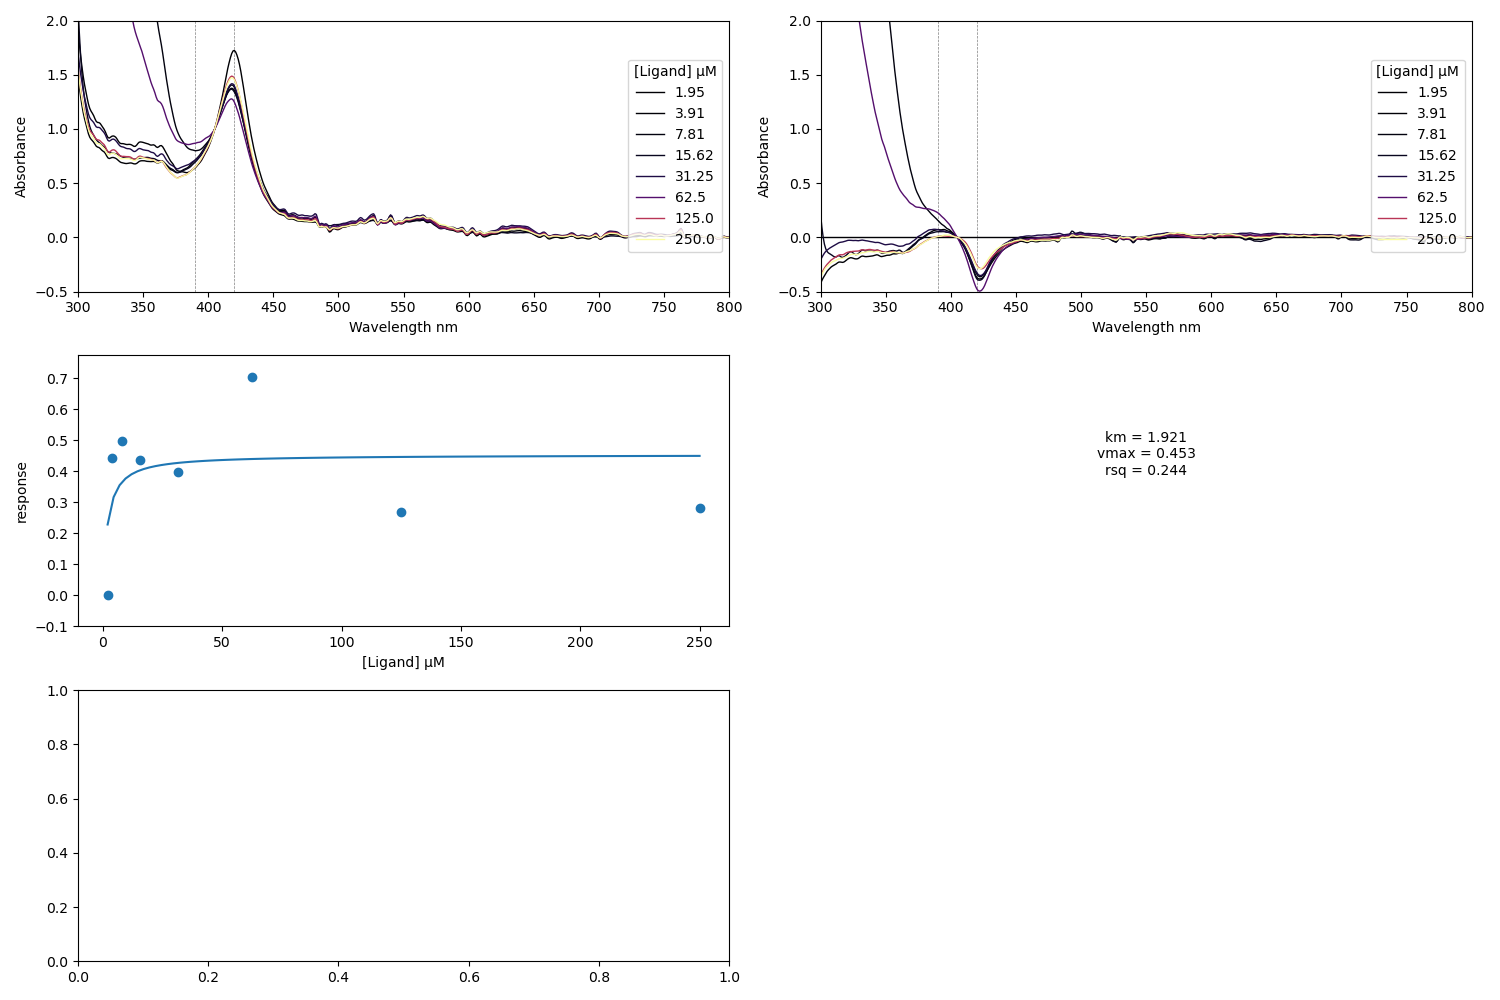 2.0
1.5
1.0
0.5
0.0
−0.5
Absorbance
300 350 400 450 500 550 600 650 700 750 800
Wavelength nm
[Ligand] μM
1.95
3.91
7.81
15.62
31.25
62.5
125.0
250.0
2.0
1.5
1.0
0.5
0.0
−0.5
Absorbance
300 350 400 450 500 550 600 650 700 750 800
Wavelength nm
[Ligand] μM
1.95
3.91
7.81
15.62
31.25
62.5
125.0
250.0
0.7
0.6
0.5
0.4
0.3
0.2
0.1
0.0
−0.1
response
0 50 100 150 200 250
[Ligand] μM
km = 1.921
vmax = 0.453
rsq = 0.244
1.0
0.8
0.6
0.4
0.2
0.0
0.0 0.2 0.4 0.6 0.8 1.0